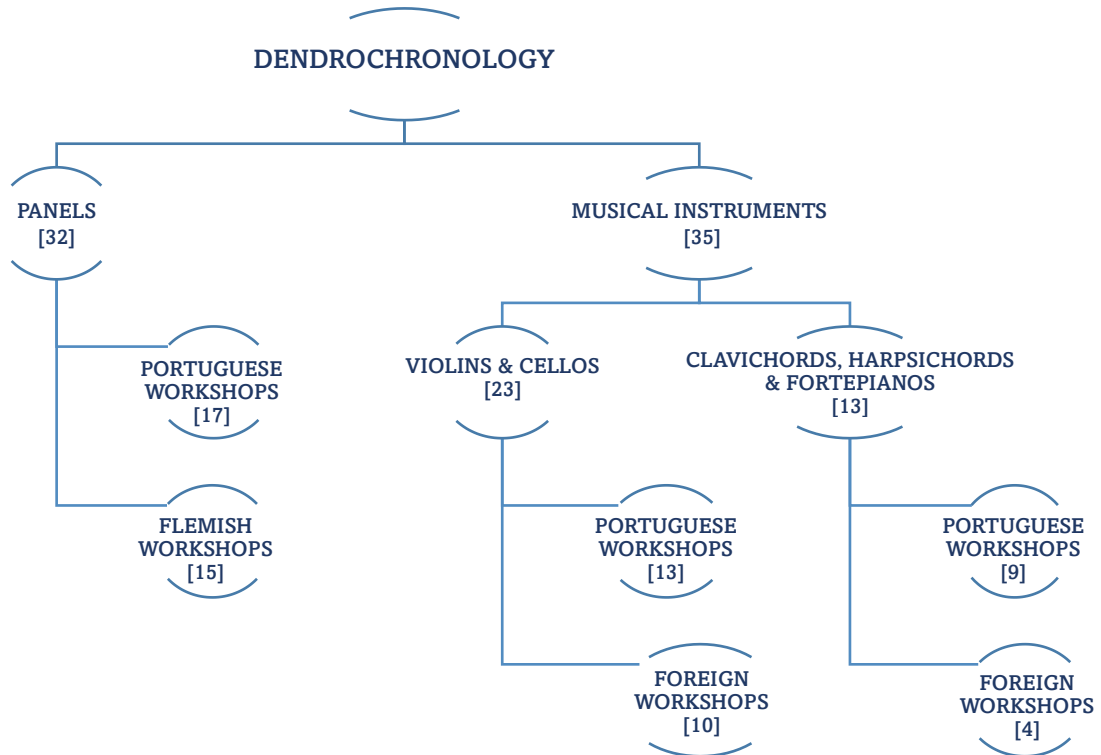 DENDROCHRONOLOGY
PANELS
[32]
PORTUGUESE
WORKSHOPS
[17]
FLEMISH
WORKSHOPS
[15]
MUSICAL INSTRUMENTS
[35]
VIOLINS & CELLOS
[23]
PORTUGUESE
WORKSHOPS
[13]
FOREIGN
WORKSHOPS
[10]
CLAVICHORDS, HARPSICHORDS
& FORTEPIANOS
[13]
PORTUGUESE
WORKSHOPS
[9]
FOREIGN
WORKSHOPS
[4]